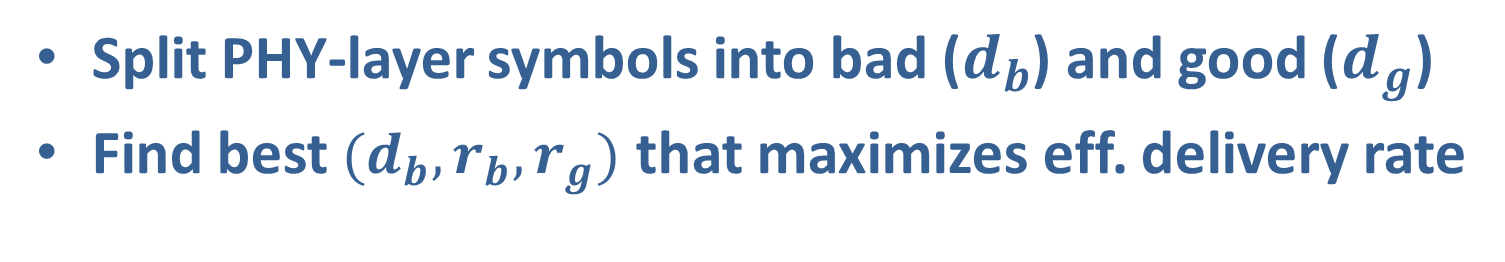 • Split PHY-layer symbols into bad (d_b) and good (d_g)
• Find best (d_b, r_b, r_g) that maximizes eff. delivery rate